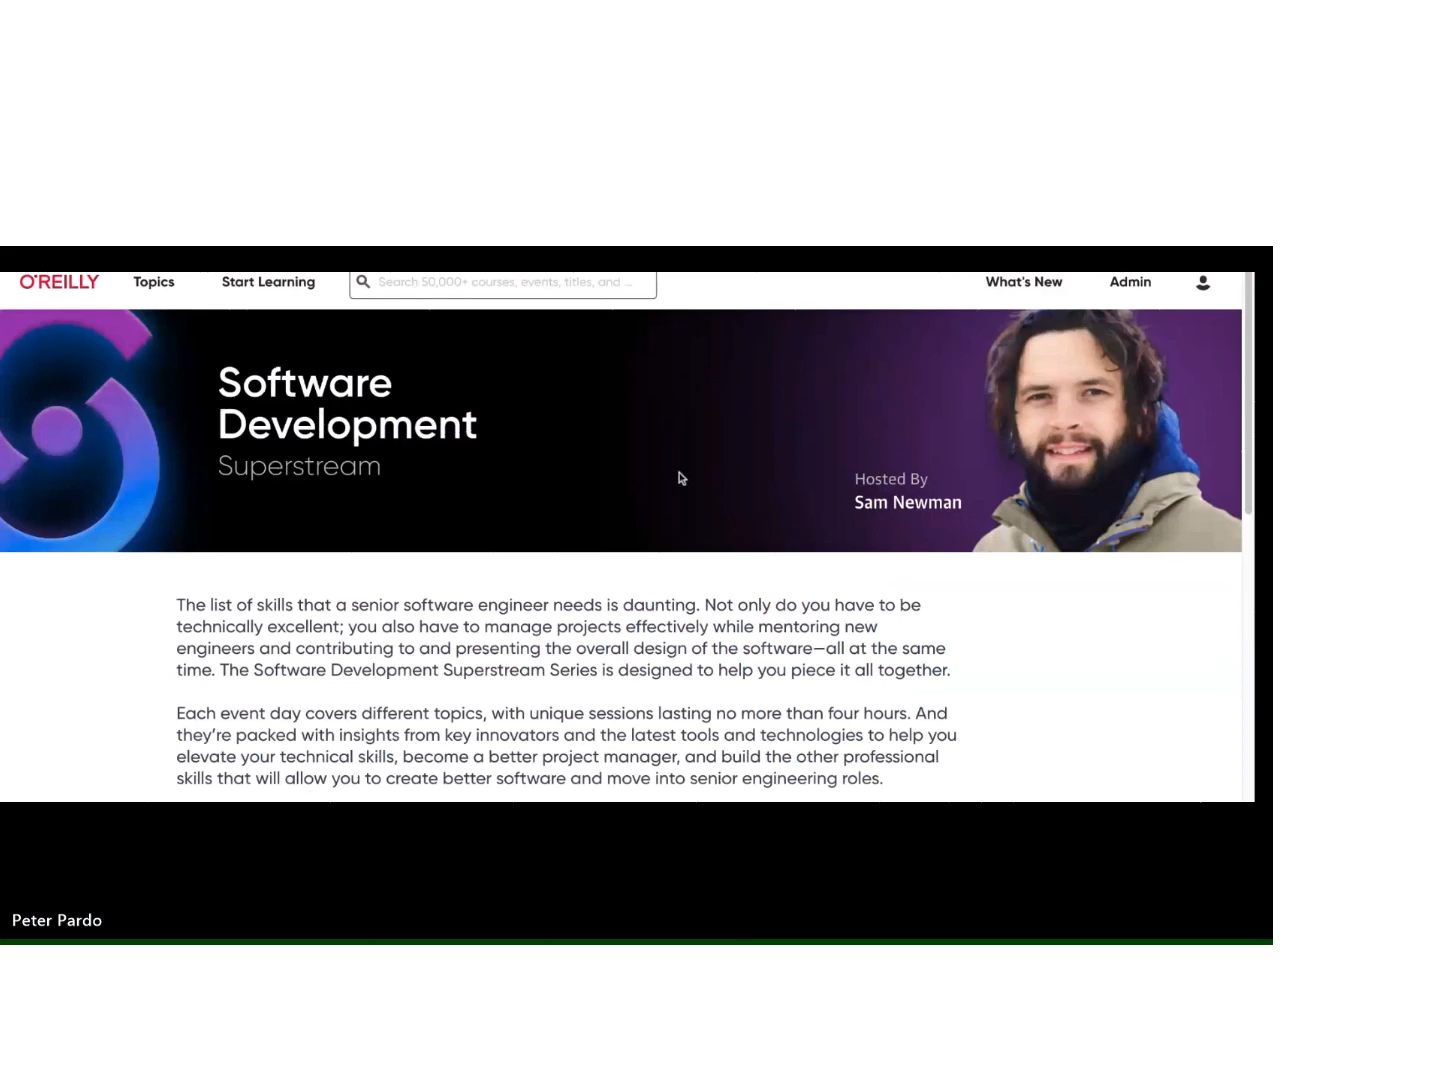 O'REILLY Topics Start Learning Search 50,000+ courses, events, titles, and ... What's New Admin
Software
Development
Superstream
Hosted By
Sam Newman
The list of skills that a senior software engineer needs is daunting. Not only do you have to be
technically excellent; you also have to manage projects effectively while mentoring new
engineers and contributing to and presenting the overall design of the software—all at the same
time. The Software Development Superstream Series is designed to help you piece it all together.
Each event day covers different topics, with unique sessions lasting no more than four hours. And
they're packed with insights from key innovators and the latest tools and technologies to help you
elevate your technical skills, become a better project manager, and build the other professional
skills that will allow you to create better software and move into senior engineering roles.
Peter Pardo